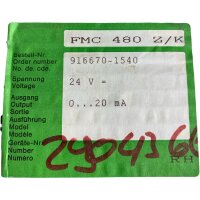 FMC 480 Z/K
Bestell-Nr.
Order number 916670-1540
No. de. cde.
Spannung 24 V =
Voltage
Ausgang 0...20 mA
Output
Sortie
Ausführung
Model
Modèle
Geräte-Nr.
Number
Numéro
RH